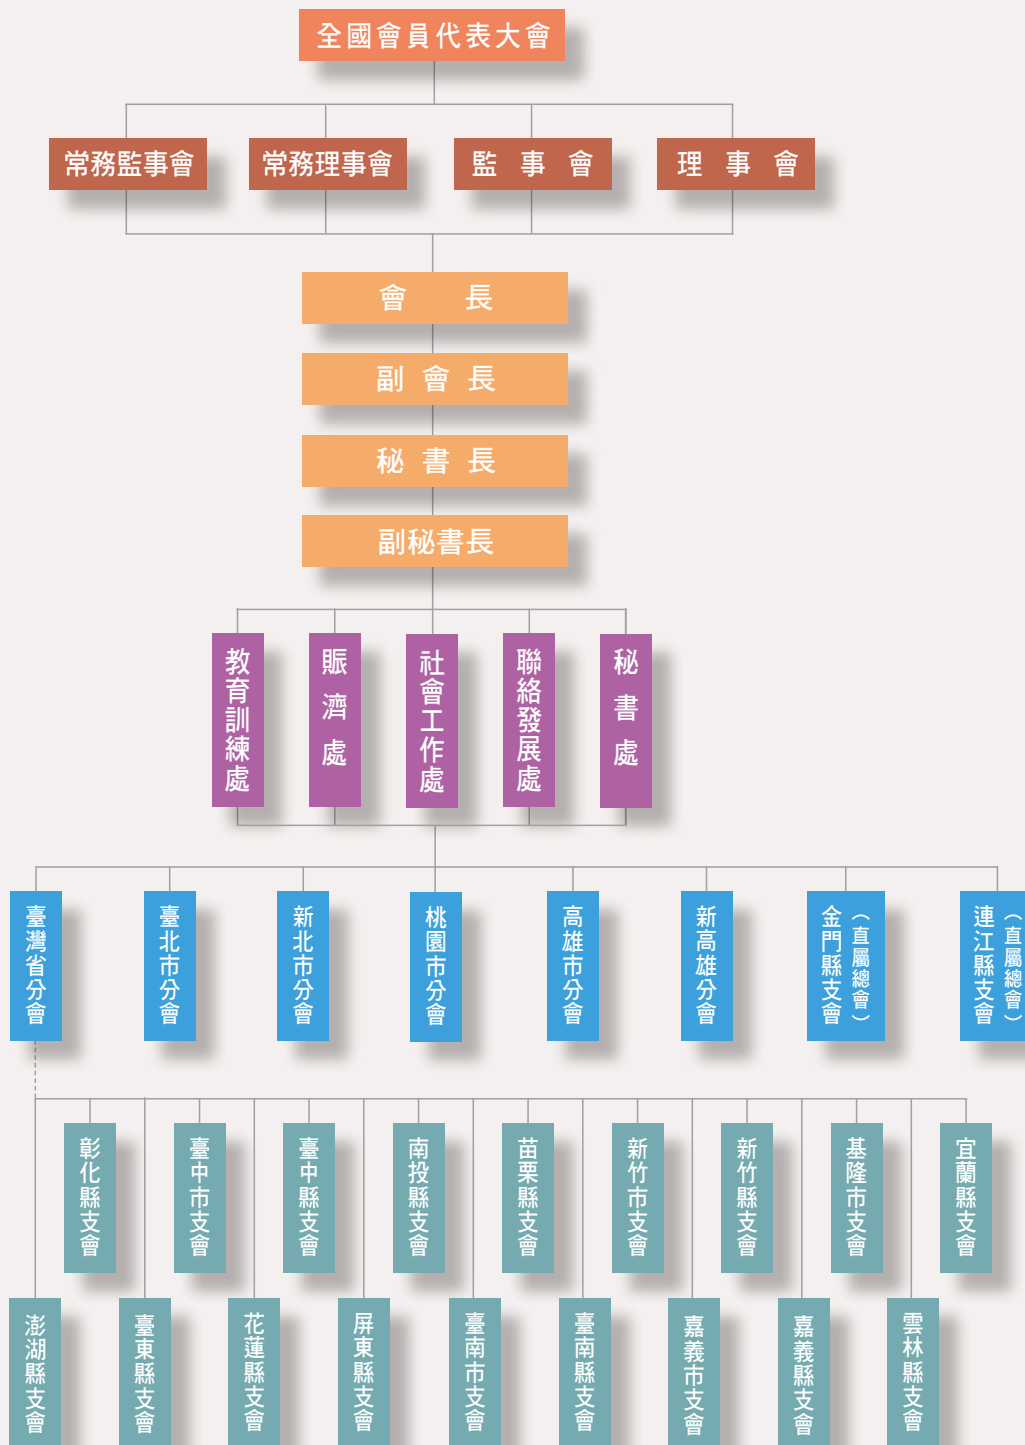 全國會員代表大會
常務監事會
常務理事會
監事會
理事會
會長
副會長
秘書長
副秘書長
教育訓練處
賑濟處
社會工作處
聯絡發展處
秘書處
臺灣省分會
臺北市分會
新北市分會
桃園市分會
高雄市分會
新高雄分會
金門縣支會
（直屬總會）
連江縣支會
（直屬總會）
彰化縣支會
臺中市支會
臺中縣支會
南投縣支會
苗栗縣支會
新竹市支會
新竹縣支會
基隆市支會
宜蘭縣支會
澎湖縣支會
臺東縣支會
花蓮縣支會
屏東縣支會
臺南市支會
臺南縣支會
嘉義市支會
嘉義縣支會
雲林縣支會